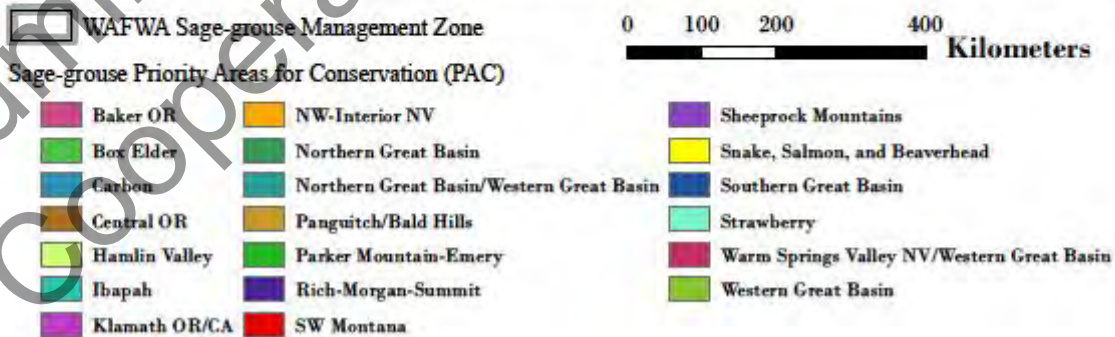 WAFWA Sage-grouse Management Zone
0 100 200 400
Kilometers
Sage-grouse Priority Areas for Conservation (PAC)
Baker OR
Box Elder
Carbon
Central OR
Hamlin Valley
Ibapah
Klamath OR/CA
NW-Interior NV
Northern Great Basin
Northern Great Basin/Western Great Basin
Panguitch/Bald Hills
Parker Mountain-Emery
Rich-Morgan-Summit
SW Montana
Sheeprock Mountains
Snake, Salmon, and Beaverhead
Southern Great Basin
Strawberry
Warm Springs Valley NV/Western Great Basin
Western Great Basin